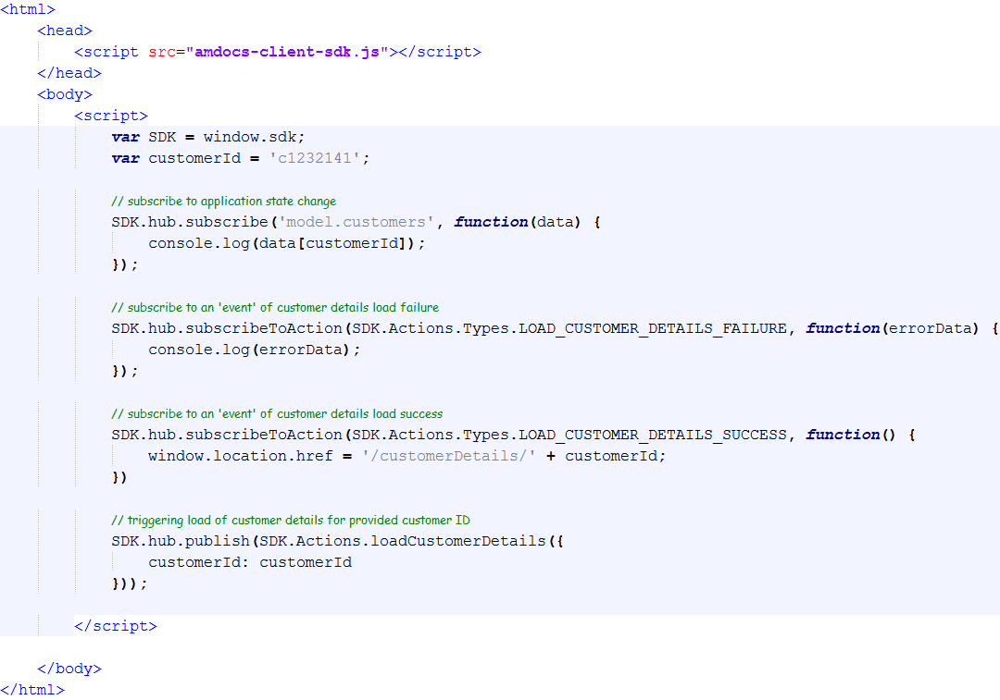 <html>
<head>
<script src="amdocs-client-sdk.js"></script>
</head>
<body>
<script>
var SDK = window.sdk;
var customerId = 'c1232141';
// subscribe to application state change
SDK.hub.subscribe('model.customers', function(data) {
console.log(data[customerId]);
});
// subscribe to an 'event' of customer details load failure
SDK.hub.subscribeToAction(SDK.Actions.Types.LOAD_CUSTOMER_DETAILS_FAILURE, function(errorData) {
console.log(errorData);
});
// subscribe to an 'event' of customer details load success
SDK.hub.subscribeToAction(SDK.Actions.Types.LOAD_CUSTOMER_DETAILS_SUCCESS, function() {
window.location.href = '/customerDetails/' + customerId;
})
// triggering load of customer details for provided customer ID
SDK.hub.publish(SDK.Actions.loadCustomerDetails({
customerId: customerId
}));
</script>
</body>
</html>